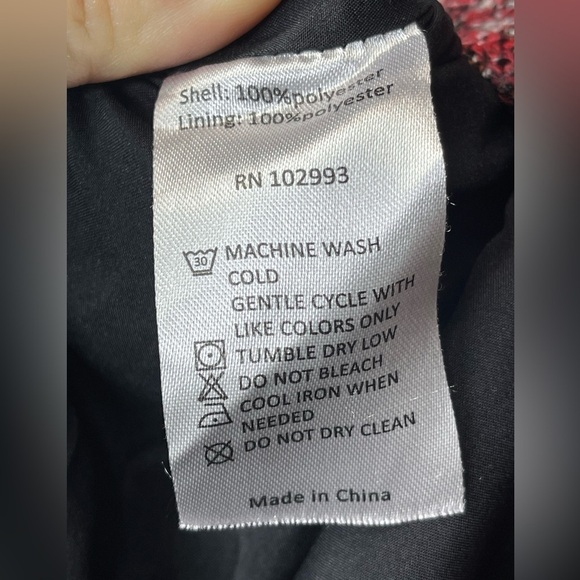 Shell: 100%polyester
Lining: 100%polyester
RN 102993
30 MACHINE WASH
COLD
GENTLE CYCLE WITH
LIKE COLORS ONLY
TUMBLE DRY LOW
DO NOT BLEACH
COOL IRON WHEN
NEEDED
DO NOT DRY CLEAN
Made in China